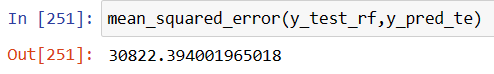 In [251]: mean_squared_error(y_test_rf,y_pred_te)
Out[251]: 30822.394001965018